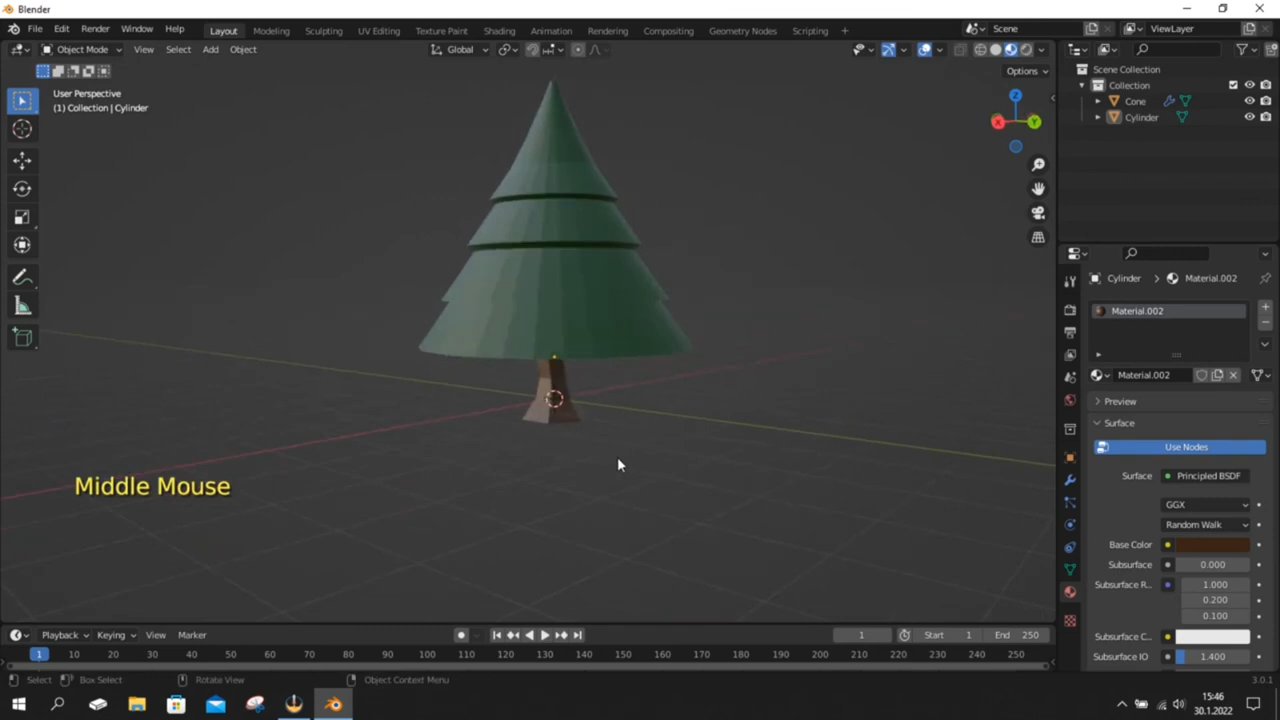 Blender
File Edit Render Window Help Layout Modeling Sculpting UV Editing Texture Paint Shading Animation Rendering Compositing Geometry Nodes Scripting + Scene ViewLayer
Object Mode View Select Add Object Global
Options
User Perspective
(1) Collection | Cylinder
Z
X
Y
Scene Collection
Collection
Cone
Cylinder
Cylinder > Material.002
Material.002
Material.002
Preview
Surface
Use Nodes
Surface Principled BSDF
GGX
Random Walk
Base Color
Subsurface 0.000
Subsurface R... 1.000
0.200
0.100
Subsurface C...
Subsurface IO 1.400
Middle Mouse
Playback Keying View Marker 1 Start 1 End 250
1 10 20 30 40 50 60 70 80 90 100 110 120 130 140 150 160 170 180 190 200 210 220 230 240 250
Select Box Select Rotate View Object Context Menu 3.0.1
15:46
30.1.2022